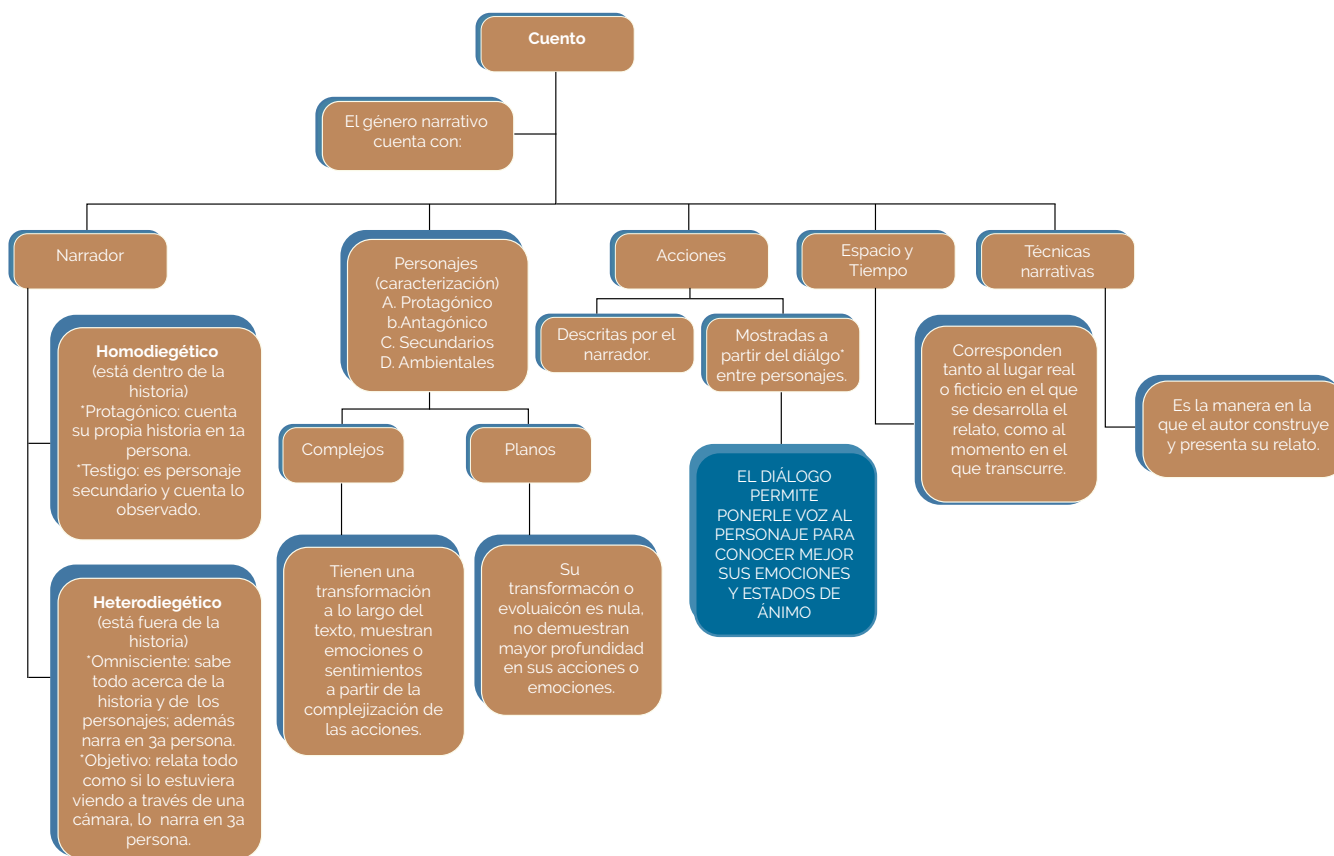 Cuento
El género narrativo
cuenta con:
Narrador
Homodiegético
(está dentro de la
historia)
*Protagónico: cuenta
su propia historia en 1a
persona.
*Testigo: es personaje
secundario y cuenta lo
observado.
Heterodiegético
(está fuera de la
historia)
*Omnisciente: sabe
todo acerca de la
historia y de los
personajes; además
narra en 3a persona.
*Objetivo: relata todo
como si lo estuviera
viendo a través de una
cámara, lo narra en 3a
persona.
Personajes
(caracterización)
A. Protagónico
b.Antagónico
C. Secundarios
D. Ambientales
Complejos
Tienen una
transformación
a lo largo del
texto, muestran
emociones o
sentimientos
a partir de la
complejización de
las acciones.
Planos
Su
transformacón o
evoluaicón es nula,
no demuestran
mayor profundidad
en sus acciones o
emociones.
Acciones
Descritas por el
narrador.
Mostradas a
partir del diálgo*
entre personajes.
EL DIÁLOGO
PERMITE
PONERLE VOZ AL
PERSONAJE PARA
CONOCER MEJOR
SUS EMOCIONES
Y ESTADOS DE
ÁNIMO
Espacio y
Tiempo
Corresponden
tanto al lugar real
o ficticio en el que
se desarrolla el
relato, como al
momento en el
que transcurre.
Técnicas
narrativas
Es la manera en la
que el autor construye
y presenta su relato.